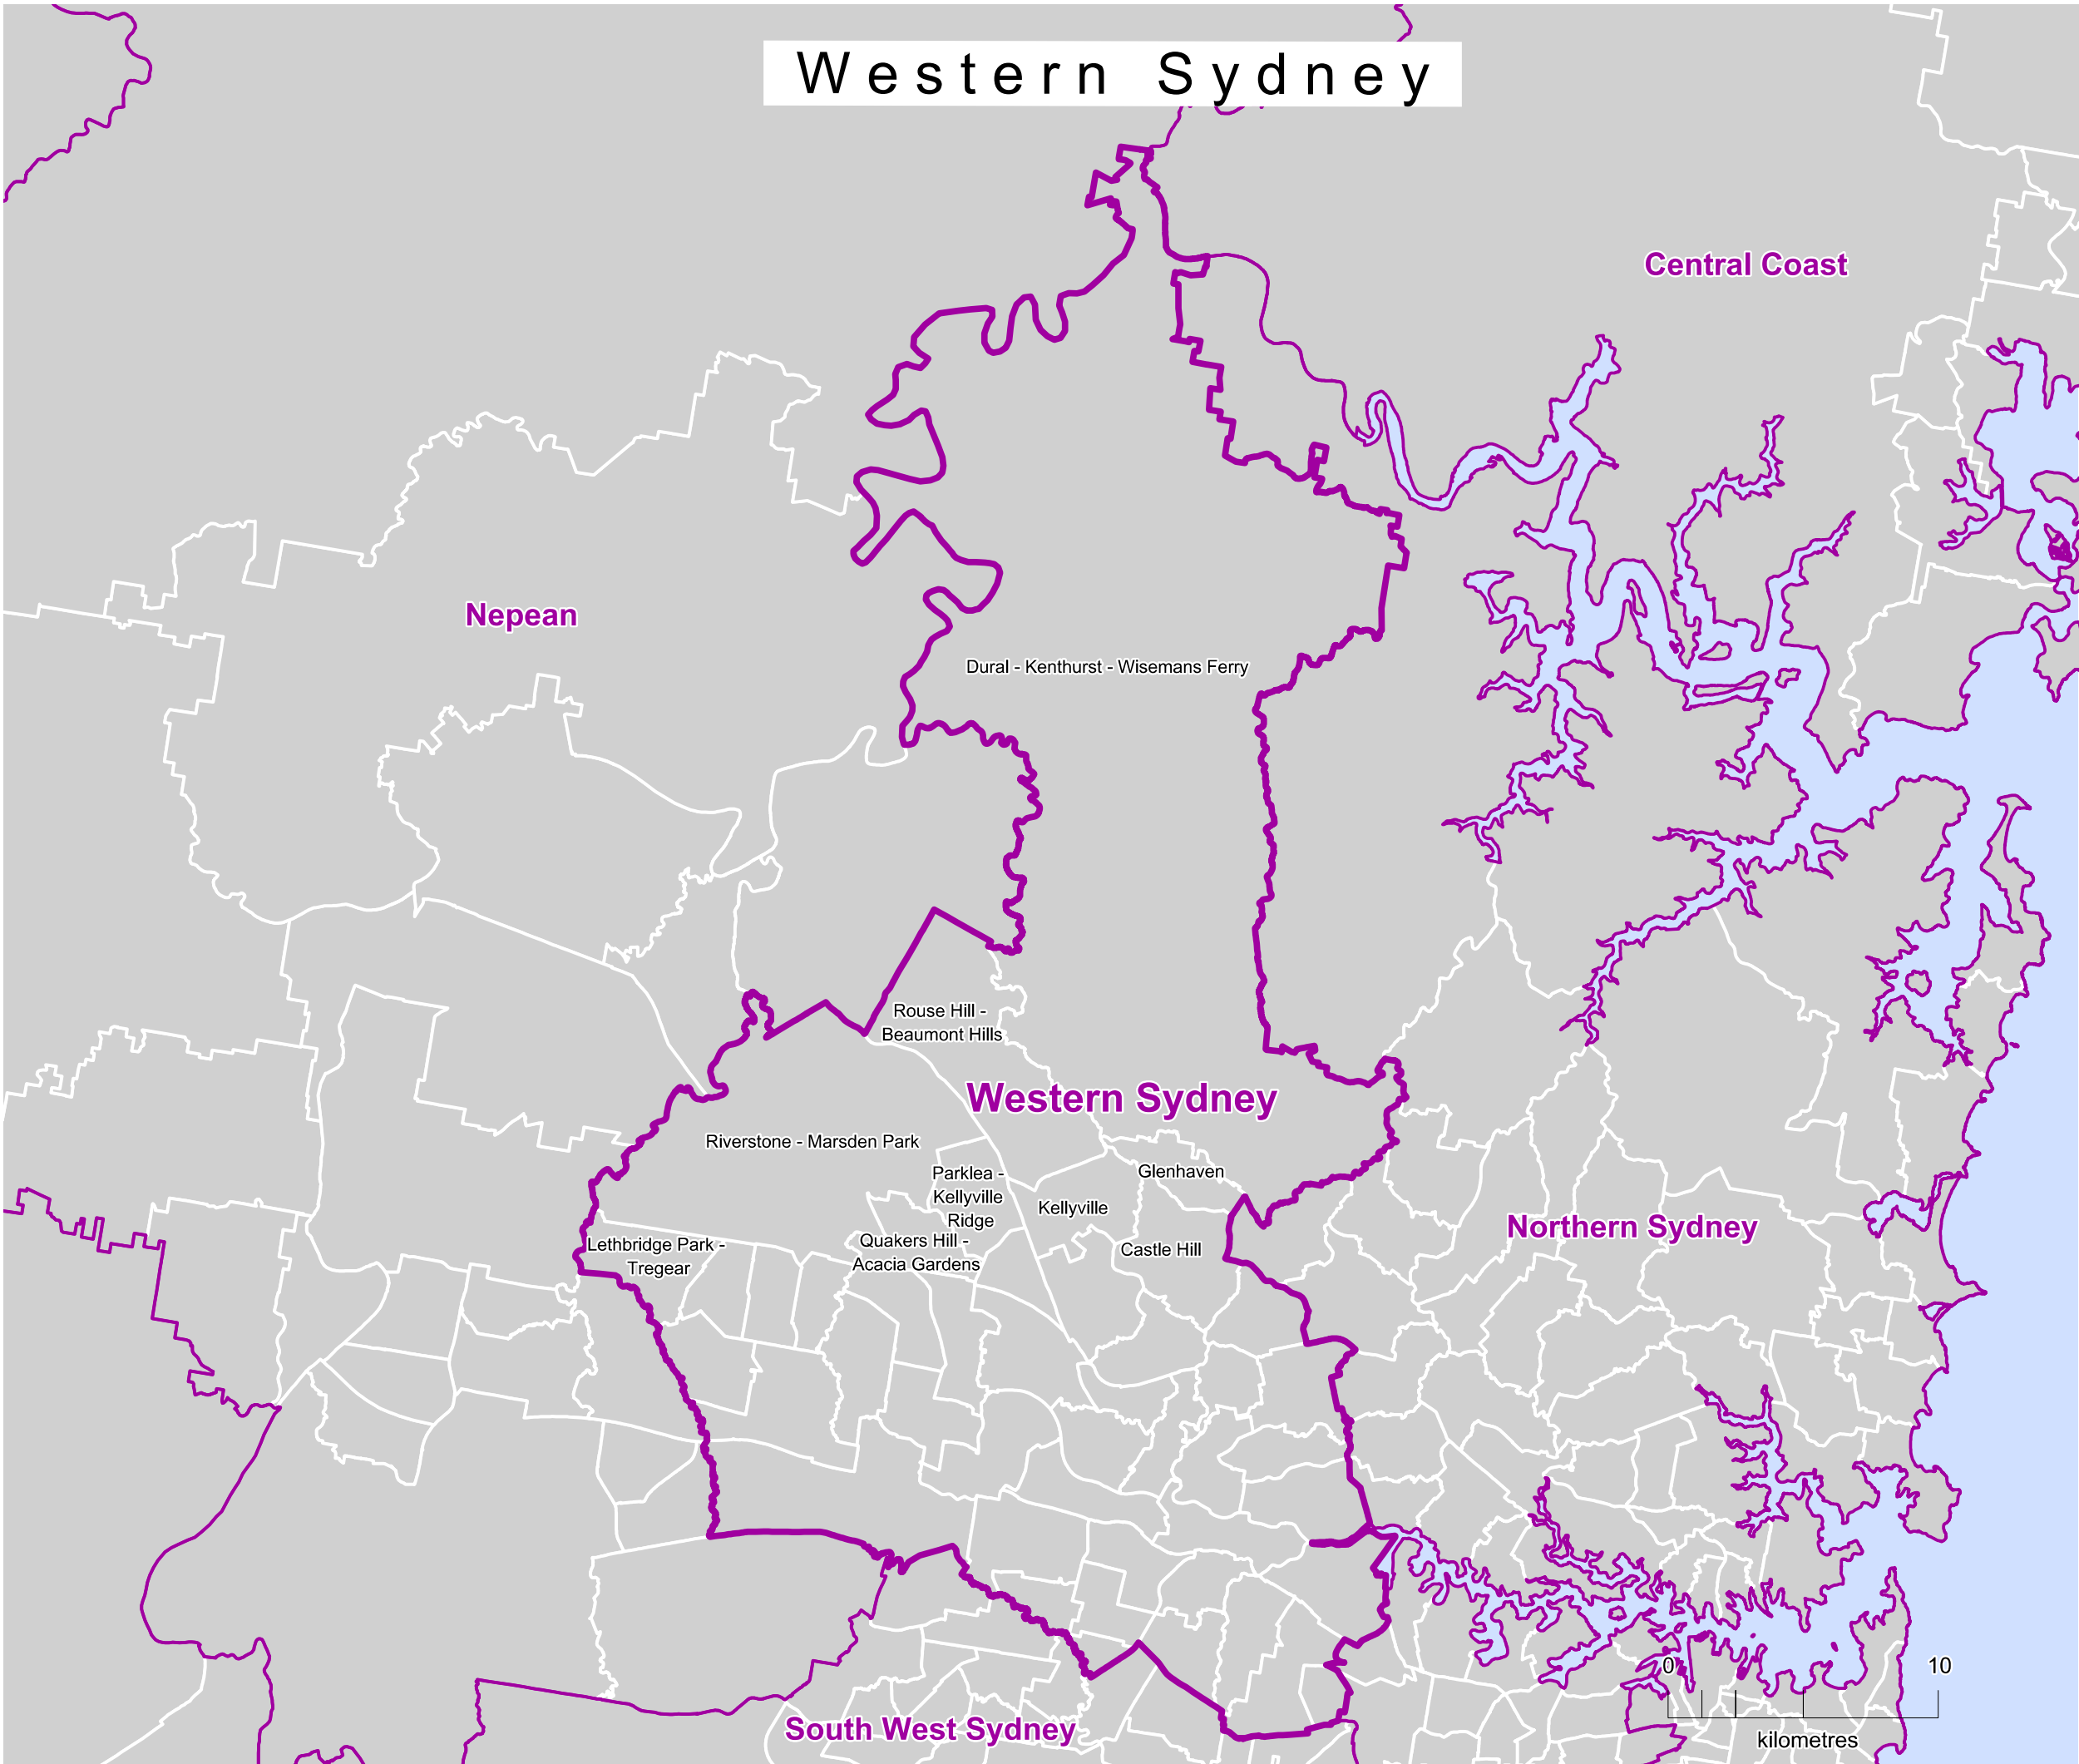 Western Sydney
Central Coast
Nepean
Dural - Kenthurst - Wisemans Ferry
Rouse Hill -
Beaumont Hills
Western Sydney
Riverstone - Marsden Park
Parklea -
Kellyville
Ridge
Glenhaven
Kellyville
Northern Sydney
Lethbridge Park -
Tregear
Quakers Hill -
Acacia Gardens
Castle Hill
0
10
kilometres
South West Sydney